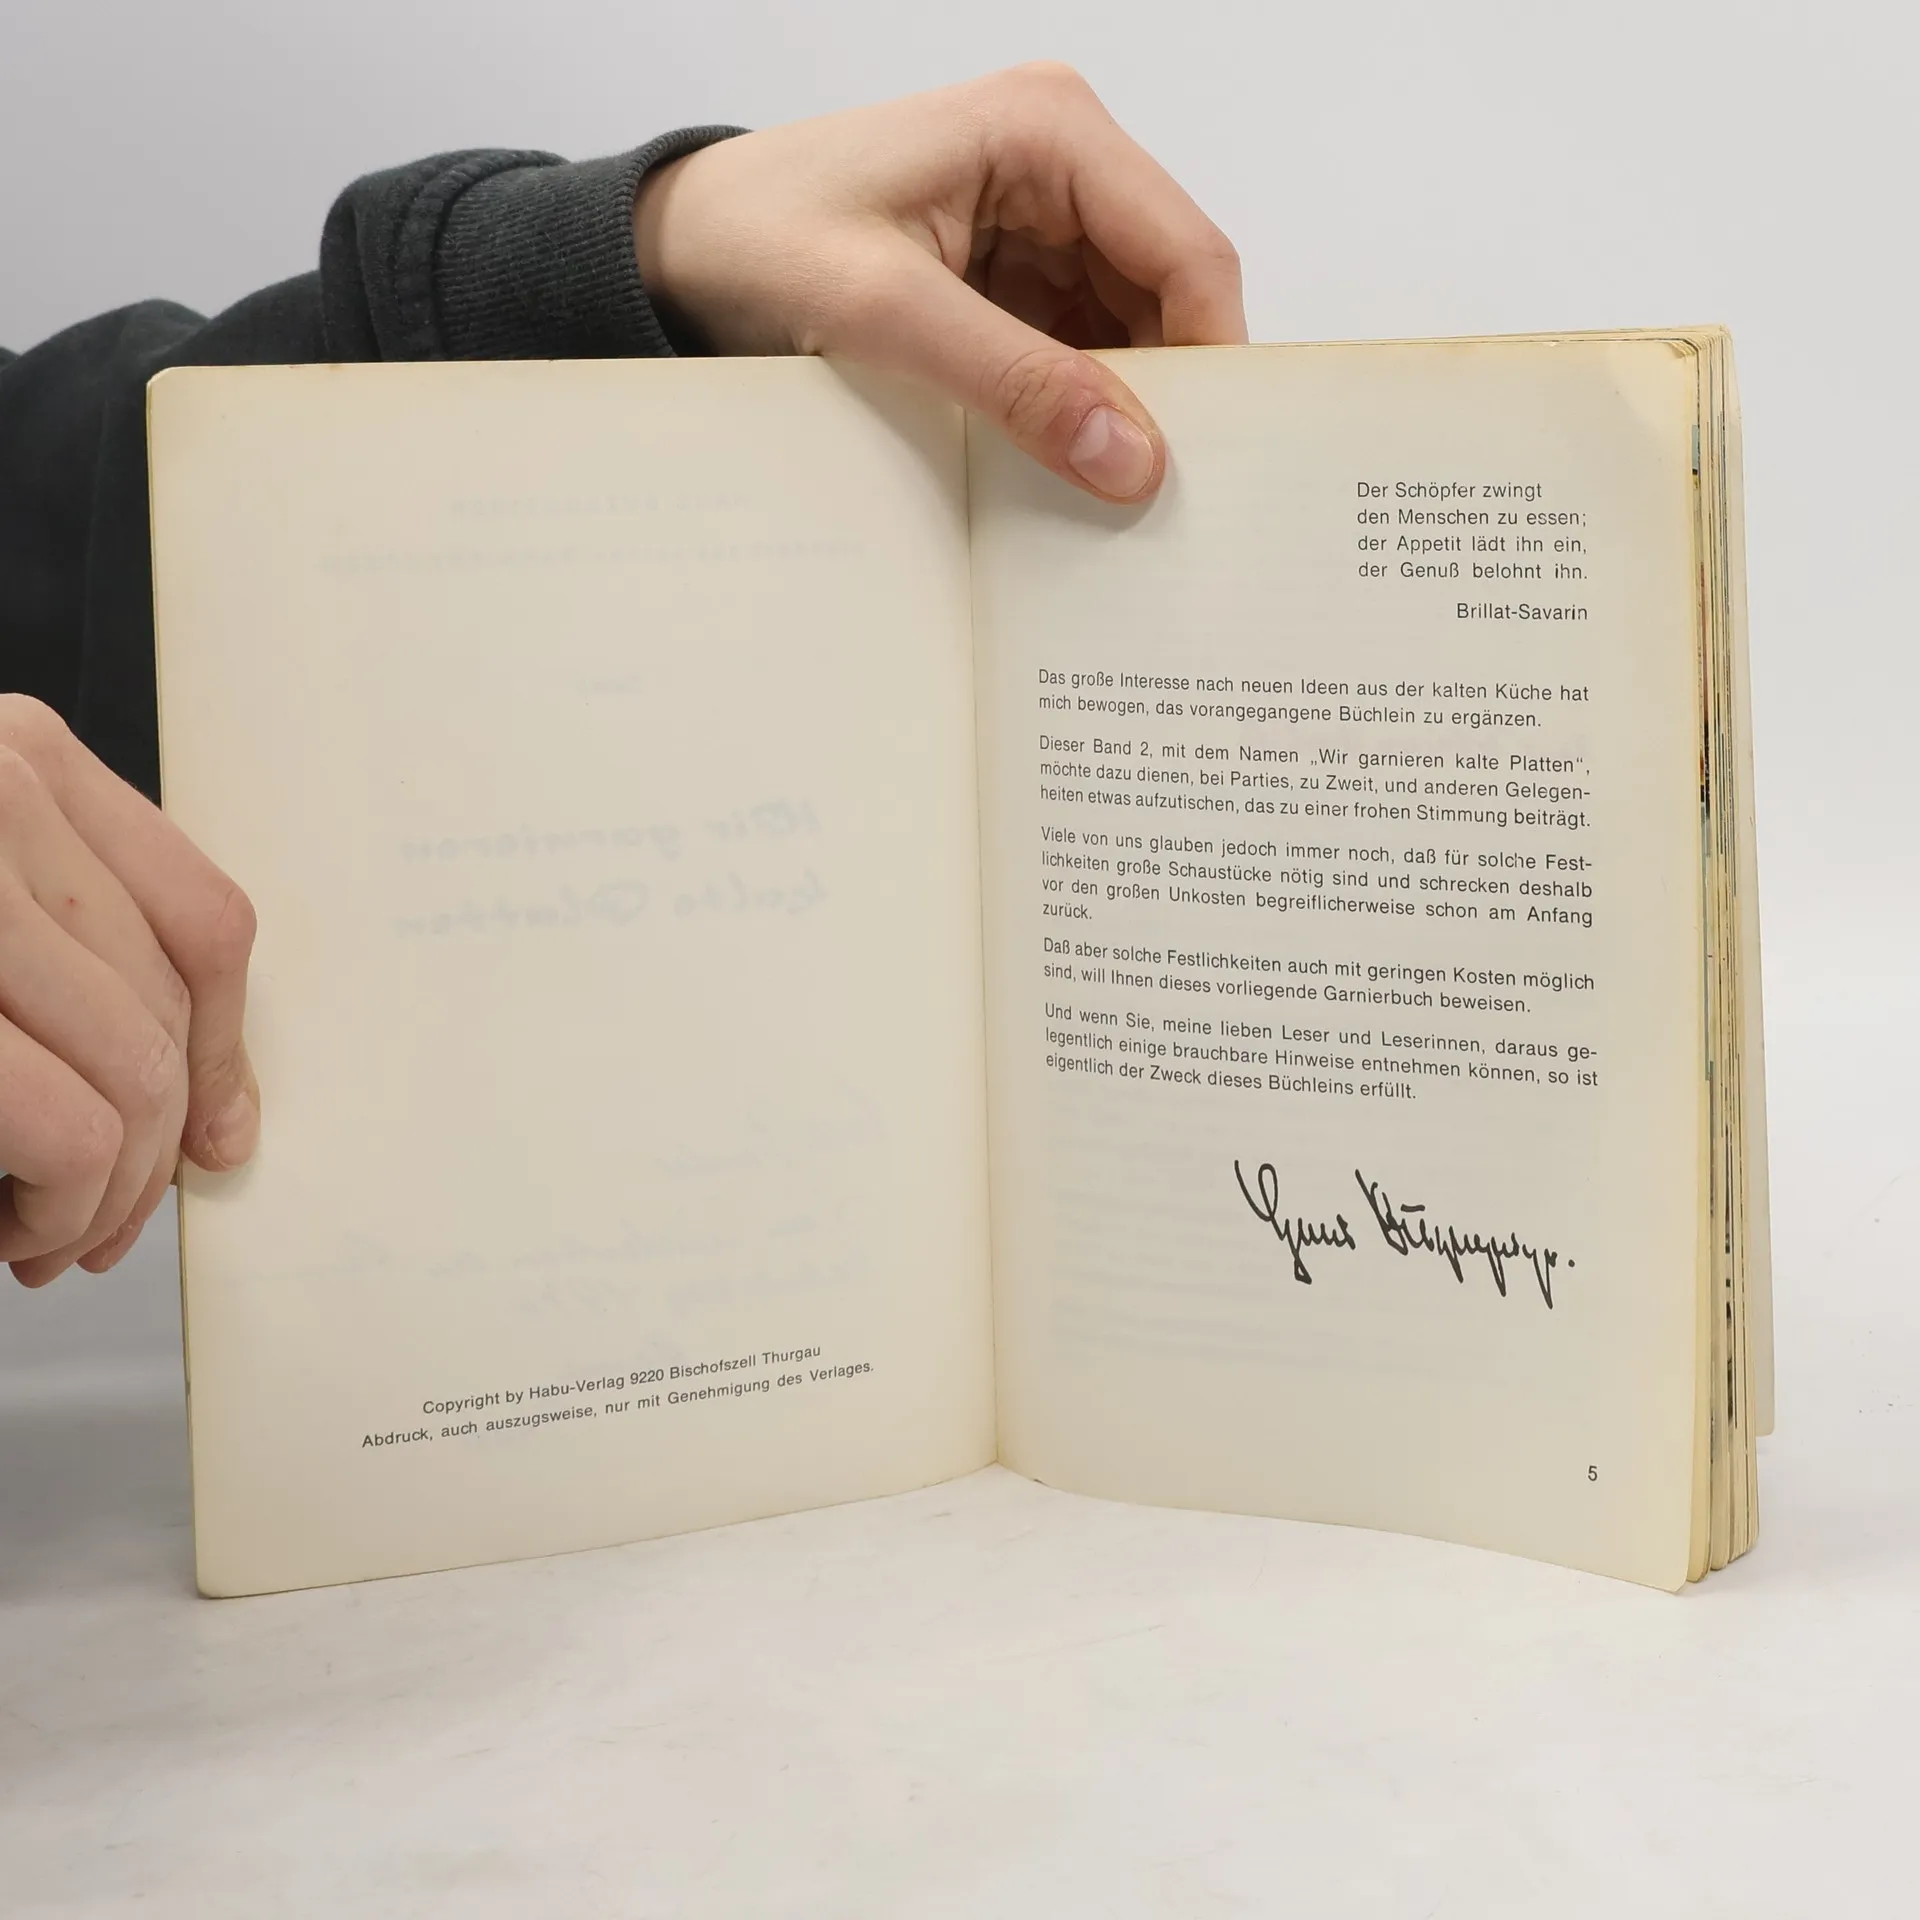 Copyright by Habu-Verlag 9220 Bischofszell Thurgau
Abdruck, auch auszugsweise, nur mit Genehmigung des Verlages.
Der Schöpfer zwingt
den Menschen zu essen;
der Appetit lädt ihn ein,
der Genuß belohnt ihn.
Brillat-Savarin
Das große Interesse nach neuen Ideen aus der kalten Küche hat
mich bewogen, das vorangegangene Büchlein zu ergänzen.
Dieser Band 2, mit dem Namen „Wir garnieren kalte Platten“,
möchte dazu dienen, bei Parties, zu Zweit, und anderen Gelegen-
heiten etwas aufzutischen, das zu einer frohen Stimmung beiträgt.
Viele von uns glauben jedoch immer noch, daß für solche Fest-
lichkeiten große Schaustücke nötig sind und schrecken deshalb
vor den großen Unkosten begreiflicherweise schon am Anfang
zurück.
Daß aber solche Festlichkeiten auch mit geringen Kosten möglich
sind, will Ihnen dieses vorliegende Garnierbuch beweisen.
Und wenn Sie, meine lieben Leser und Leserinnen, daraus ge-
legentlich einige brauchbare Hinweise entnehmen können, so ist
eigentlich der Zweck dieses Büchleins erfüllt.
5